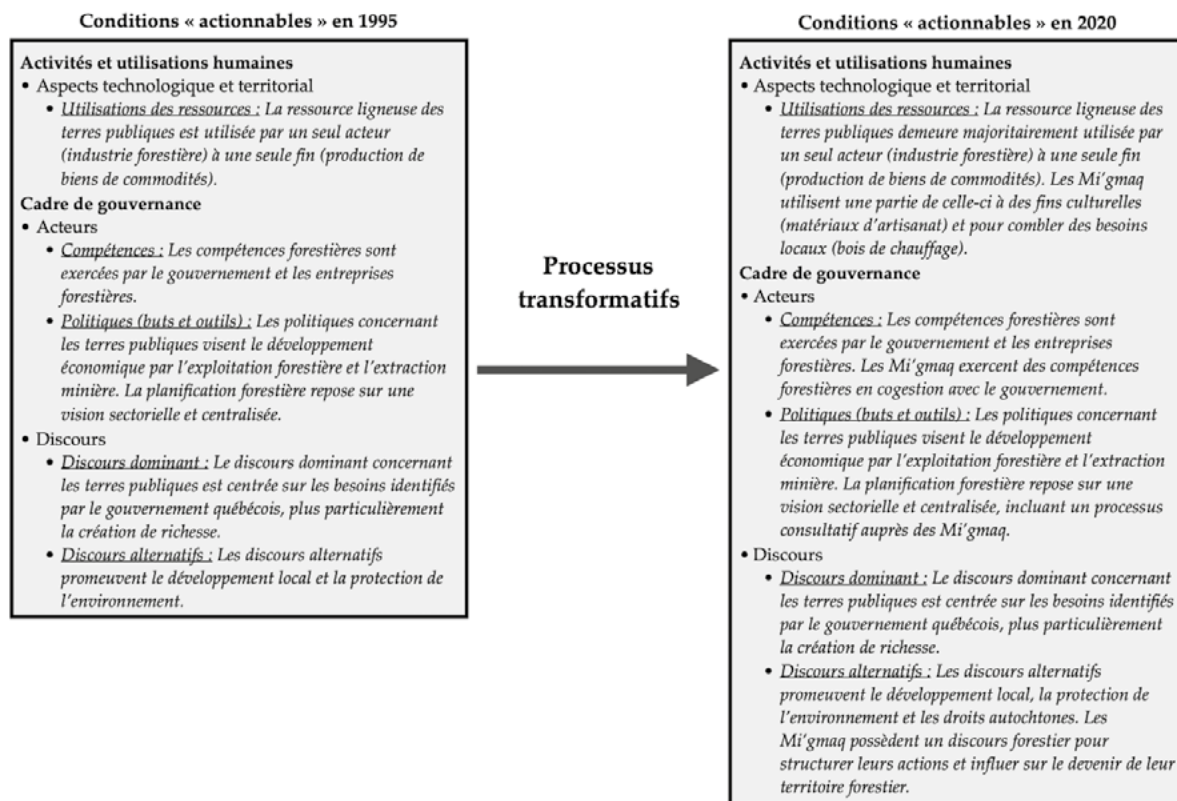 Conditions « actionnables » en 1995
Activités et utilisations humaines
• Aspects technologique et territorial
• Utilisations des ressources : La ressource ligneuse des
terres publiques est utilisée par un seul acteur
(industrie forestière) à une seule fin (production de
biens de commodités).
Cadre de gouvernance
• Acteurs
• Compétences : Les compétences forestières sont
exercées par le gouvernement et les entreprises
forestières.
• Politiques (buts et outils) : Les politiques concernant
les terres publiques visent le développement
économique par l'exploitation forestière et l'extraction
minière. La planification forestière repose sur une
vision sectorielle et centralisée.
• Discours
• Discours dominant : Le discours dominant concernant
les terres publiques est centrée sur les besoins identifiés
par le gouvernement québécois, plus particulièrement
la création de richesse.
• Discours alternatifs : Les discours alternatifs
promeuvent le développement local et la protection de
l'environnement.
Processus
transformatifs
Conditions « actionnables » en 2020
Activités et utilisations humaines
• Aspects technologique et territorial
• Utilisations des ressources : La ressource ligneuse des
terres publiques demeure majoritairement utilisée par
un seul acteur (industrie forestière) à une seule fin
(production de biens de commodités). Les Mi'gmaq
utilisent une partie de celle-ci à des fins culturelles
(matériaux d'artisanat) et pour combler des besoins
locaux (bois de chauffage).
Cadre de gouvernance
• Acteurs
• Compétences : Les compétences forestières sont
exercées par le gouvernement et les entreprises
forestières. Les Mi'gmaq exercent des compétences
forestières en cogestion avec le gouvernement.
• Politiques (buts et outils) : Les politiques concernant
les terres publiques visent le développement
économique par l'exploitation forestière et l'extraction
minière. La planification forestière repose sur une
vision sectorielle et centralisée, incluant un processus
consultatif auprès des Mi'gmaq.
• Discours
• Discours dominant : Le discours dominant concernant
les terres publiques est centrée sur les besoins identifiés
par le gouvernement québécois, plus particulièrement
la création de richesse.
• Discours alternatifs : Les discours alternatifs
promeuvent le développement local, la protection de
l'environnement et les droits autochtones. Les
Mi'gmaq possèdent un discours forestier pour
structurer leurs actions et influer sur le devenir de leur
territoire forestier.